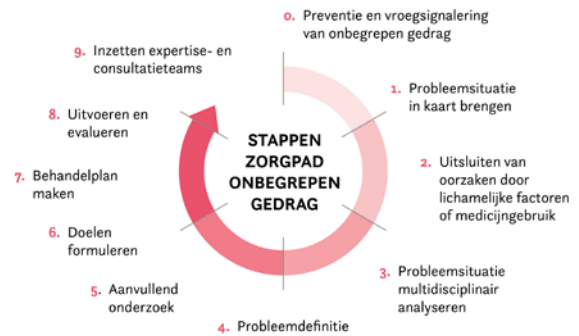 0. Preventie en vroegsignalering
van onbegrepen gedrag
1. Probleemsituatie
in kaart brengen
2. Uitsluiten van
oorzaken door
lichamelijke factoren
of medicijngebruik
3. Probleemsituatie
multidisciplinair
analyseren
4. Probleemdefinitie
5. Aanvullend
onderzoek
6. Doelen
formuleren
7. Behandelplan
maken
8. Uitvoeren en
evalueren
9. Inzetten expertise- en
consultatieteams
STAPPEN
ZORGPAD
ONBEGREPEN
GEDRAG